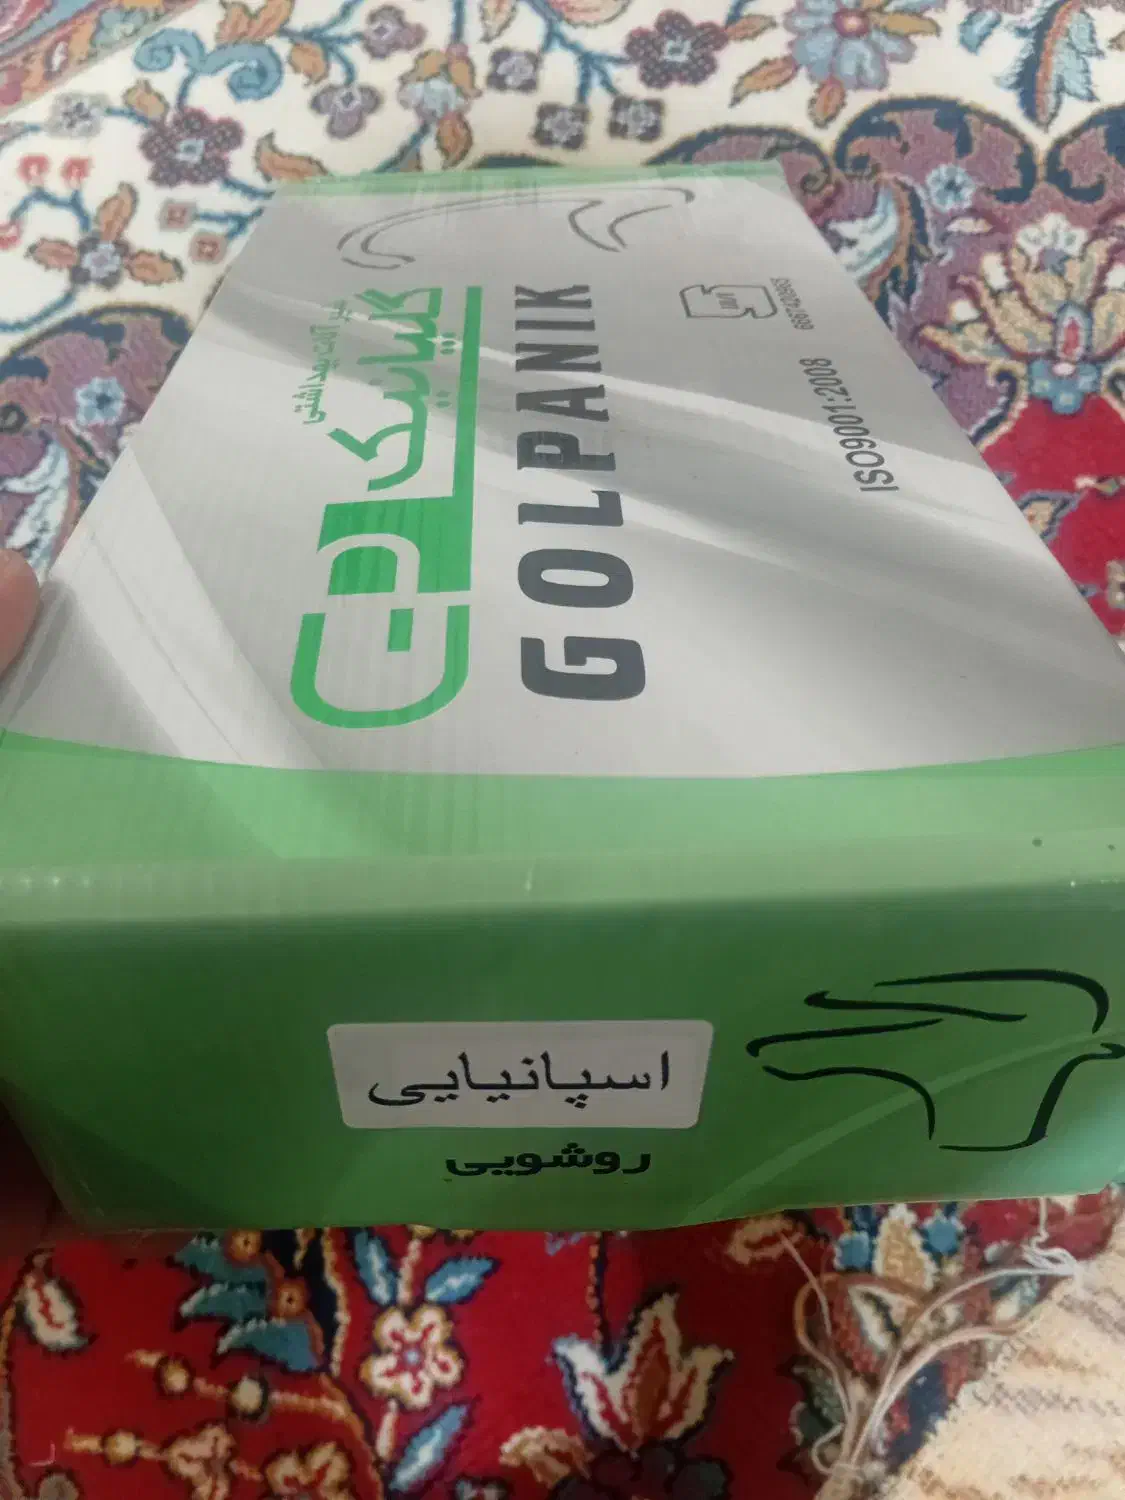 شیرآلات بهداشتی
گلپانیک
GOLPANIK
ISO9001:2008
اسپانیایی
روشویی